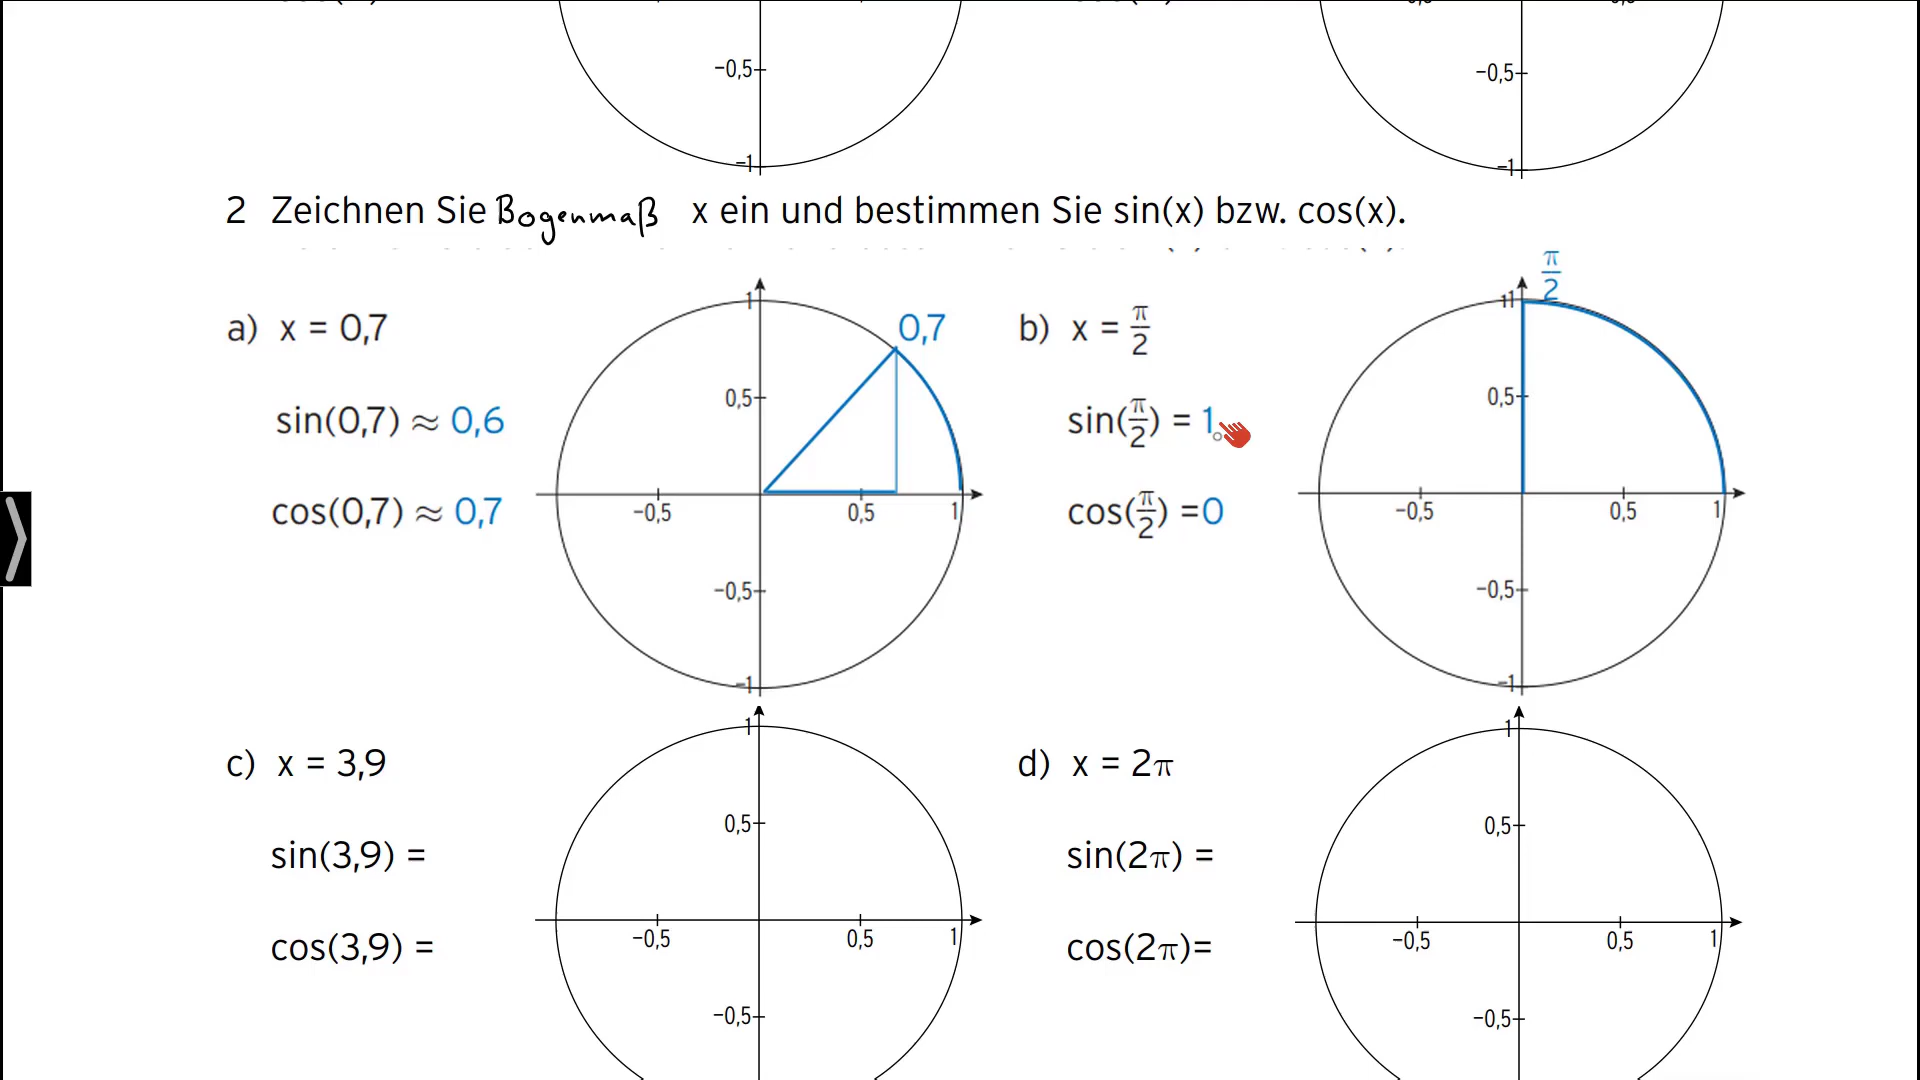 −0,5
−1
−0,5
−1
2 Zeichnen Sie Bogenmaß x ein und bestimmen Sie sin(x) bzw. cos(x).
a) x = 0,7
sin(0,7) ≈ 0,6
cos(0,7) ≈ 0,7
1
0,7
0,5
−0,5
0,5
1
−0,5
−1
b) x = π/2
sin(π/2) = 1
cos(π/2) =0
π/2
1
0,5
−0,5
0,5
1
−0,5
−1
c) x = 3,9
sin(3,9) =
cos(3,9) =
1
0,5
−0,5
0,5
1
−0,5
d) x = 2π
sin(2π) =
cos(2π)=
1
0,5
−0,5
0,5
1
−0,5